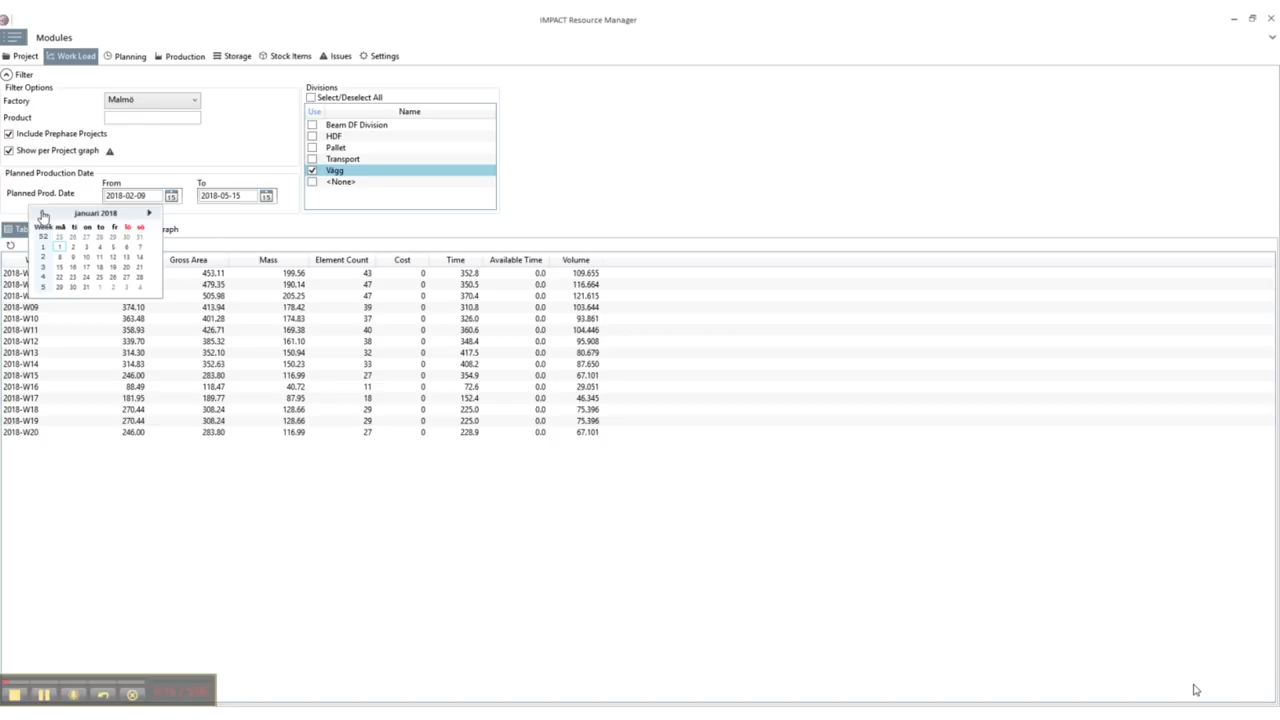 IMPACT Resource Manager
Modules
Project Work Load Planning Production Storage Stock Items Issues Settings
Filter
Filter Options
Factory Malmö
Product
Include Prephase Projects
Show per Project graph
Planned Production Date
From To
Planned Prod. Date 2018-02-09 15 2018-05-15 15
Divisions
Select/Deselect All
Use Name
Beam DF Division
HDF
Pallet
Transport
Vägg
<None>
januari 2018
Week må ti on to fr lö sö
52 25 26 27 28 29 30 31
1 1 2 3 4 5 6 7
2 8 9 10 11 12 13 14
3 15 16 17 18 19 20 21
4 22 23 24 25 26 27 28
5 29 30 31 1 2 3 4
Tab
Gross Area Mass Element Count Cost Time Available Time Volume
2018-W 453.11 199.56 43 0 352.8 0.0 109.655
2018-W 479.35 190.14 47 0 350.5 0.0 116.664
2018-W 505.98 205.25 47 0 370.4 0.0 121.615
2018-W09 374.10 413.94 178.42 39 0 310.8 0.0 103.644
2018-W10 363.48 401.28 174.83 37 0 326.0 0.0 93.861
2018-W11 358.93 426.71 169.38 40 0 360.6 0.0 104.446
2018-W12 339.70 385.32 161.10 38 0 348.4 0.0 95.908
2018-W13 314.30 352.10 150.94 32 0 417.5 0.0 80.679
2018-W14 314.83 352.63 150.23 33 0 408.2 0.0 87.650
2018-W15 246.00 283.80 116.99 27 0 354.9 0.0 67.101
2018-W16 88.49 118.47 40.72 11 0 72.6 0.0 29.051
2018-W17 181.95 189.77 87.95 18 0 152.4 0.0 46.345
2018-W18 270.44 308.24 128.66 29 0 225.0 0.0 75.396
2018-W19 270.44 308.24 128.66 29 0 225.0 0.0 75.396
2018-W20 246.00 283.80 116.99 27 0 228.9 0.0 67.101